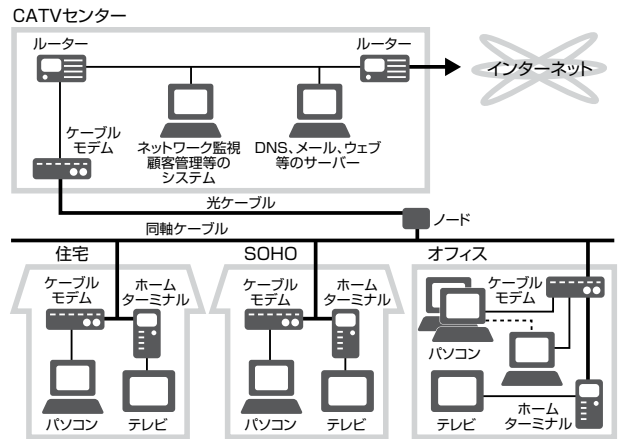 CATVセンター
ルーター
ルーター
インターネット
ケーブル
モデム
ネットワーク監視
顧客管理等の
システム
DNS、メール、ウェブ
等のサーバー
光ケーブル
ノード
同軸ケーブル
住宅
ケーブル
モデム
ホーム
ターミナル
パソコン
テレビ
SOHO
ケーブル
モデム
ホーム
ターミナル
パソコン
テレビ
オフィス
ケーブル
モデム
パソコン
テレビ
ホーム
ターミナル